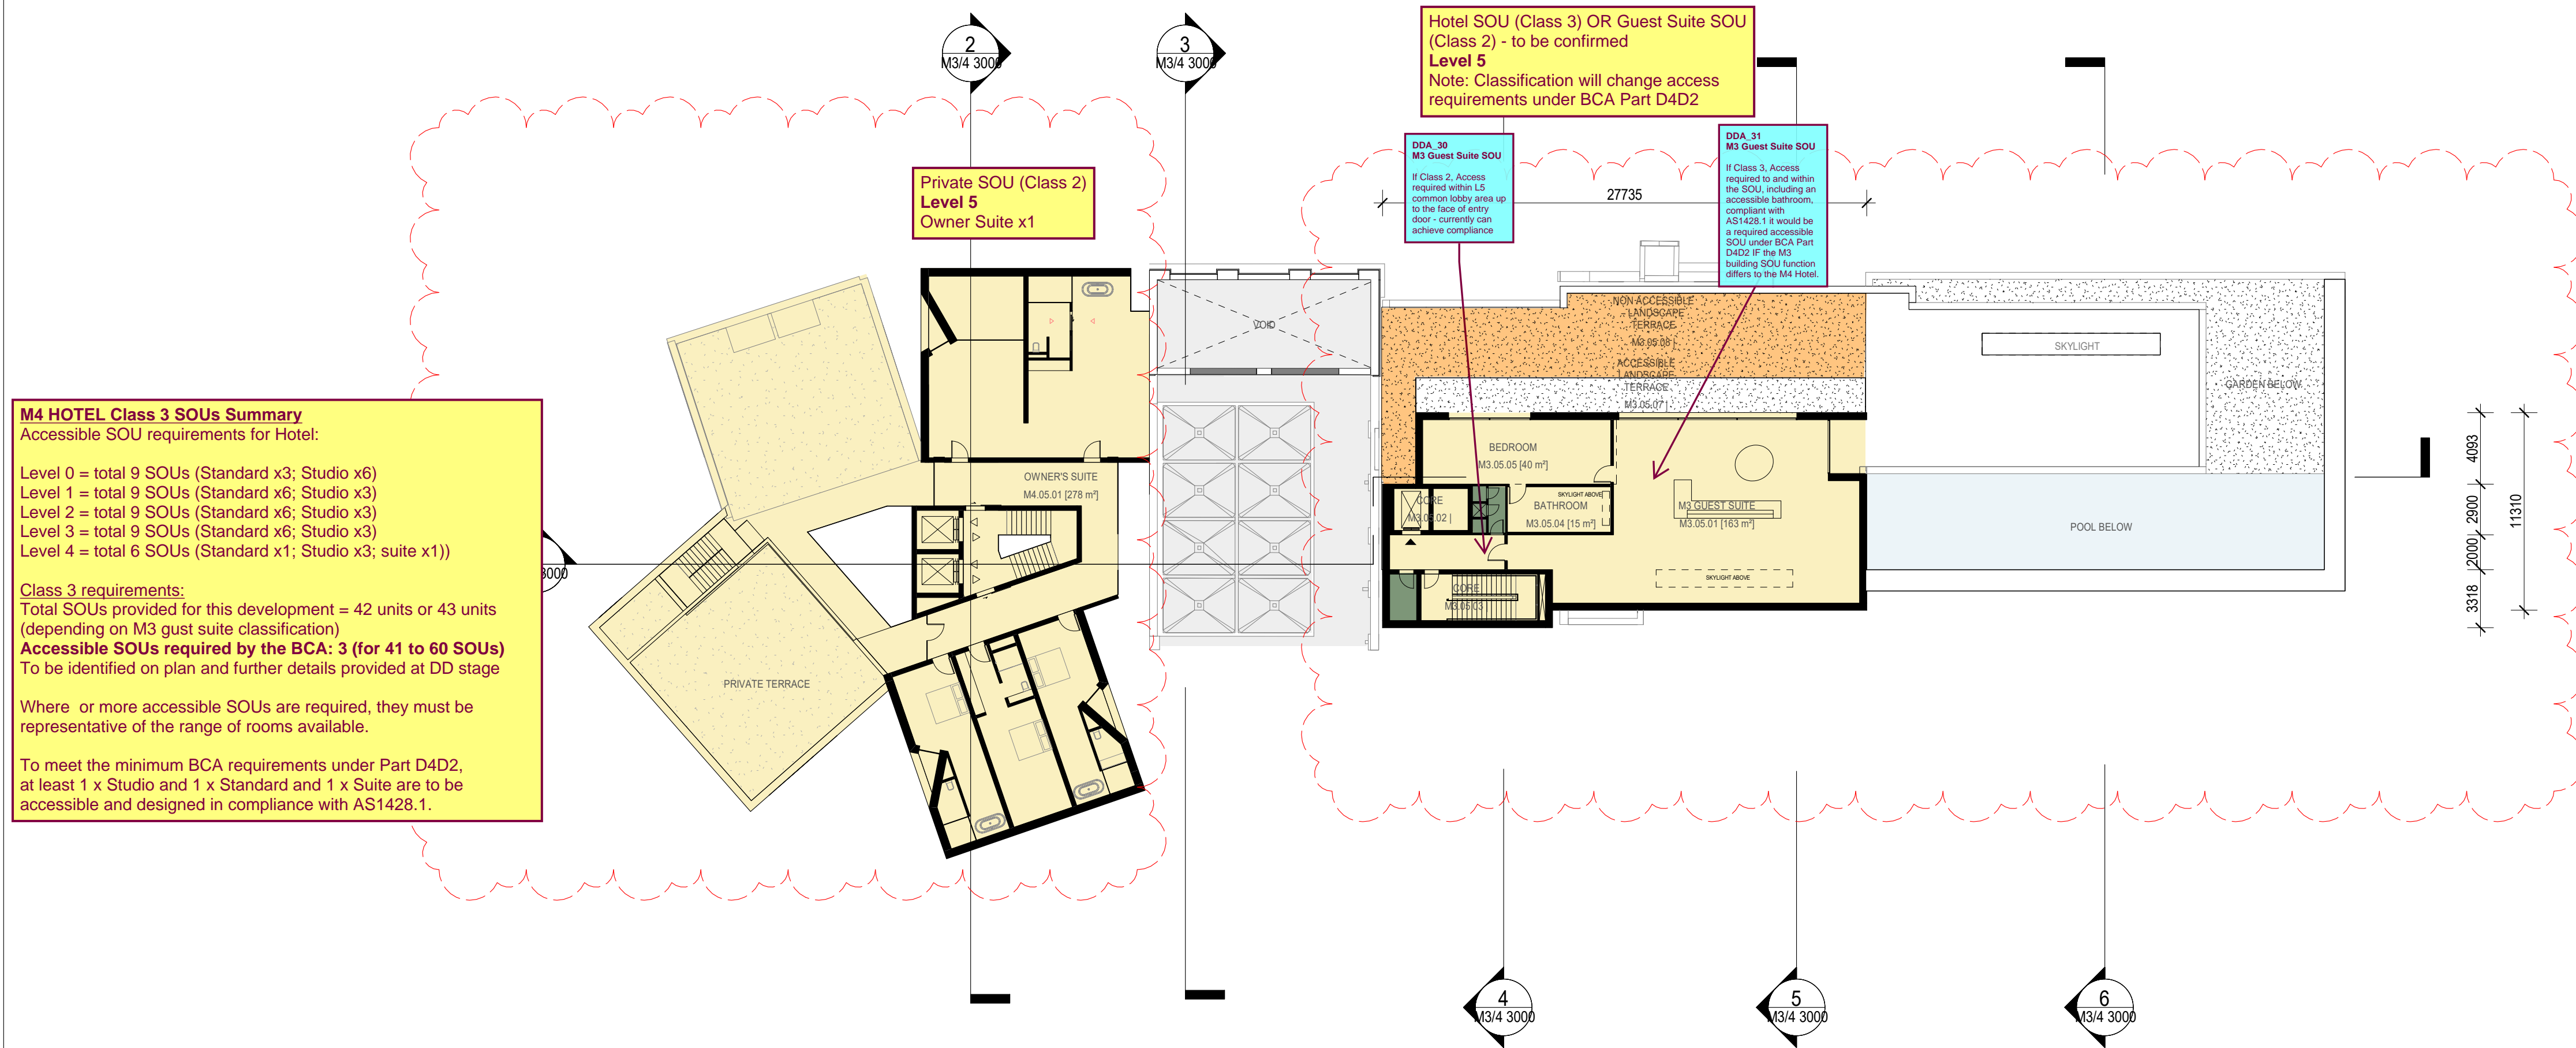 2
M3/4 3000
3
M3/4 3000
Hotel SOU (Class 3) OR Guest Suite SOU
(Class 2) - to be confirmed
Level 5
Note: Classification will change access
requirements under BCA Part D4D2
DDA_30
M3 Guest Suite SOU
If Class 2, Access
required within L5
common lobby area up
to the face of entry
door - currently can
achieve compliance
DDA_31
M3 Guest Suite SOU
If Class 3, Access
required to and within
the SOU, including an
accessible bathroom,
compliant with
AS1428.1 it would be
a required accessible
SOU under BCA Part
D4D2 IF the M3
building SOU function
differs to the M4 Hotel.
Private SOU (Class 2)
Level 5
Owner Suite x1
27735
VOID
NON ACCESSIBLE
LANDSCAPE
TERRACE
M3.05.08 |
ACCESSIBLE
LANDSCAPE
TERRACE
M3.05.07 |
SKYLIGHT
GARDEN BELOW
M4 HOTEL Class 3 SOUs Summary
Accessible SOU requirements for Hotel:
Level 0 = total 9 SOUs (Standard x3; Studio x6)
Level 1 = total 9 SOUs (Standard x6; Studio x3)
Level 2 = total 9 SOUs (Standard x6; Studio x3)
Level 3 = total 9 SOUs (Standard x6; Studio x3)
Level 4 = total 6 SOUs (Standard x1; Studio x3; suite x1))
Class 3 requirements:
Total SOUs provided for this development = 42 units or 43 units
(depending on M3 gust suite classification)
Accessible SOUs required by the BCA: 3 (for 41 to 60 SOUs)
To be identified on plan and further details provided at DD stage
Where  or more accessible SOUs are required, they must be
representative of the range of rooms available.
To meet the minimum BCA requirements under Part D4D2,
at least 1 x Studio and 1 x Standard and 1 x Suite are to be
accessible and designed in compliance with AS1428.1.
3000
OWNER'S SUITE
M4.05.01 [278 m²]
BEDROOM
M3.05.05 [40 m²]
CORE
M3.05.02 |
SKYLIGHT ABOVE
BATHROOM
M3.05.04 [15 m²]
M3 GUEST SUITE
M3.05.01 [163 m²]
POOL BELOW
SKYLIGHT ABOVE
CORE
M3.05.03 |
PRIVATE TERRACE
4093
2900
2000
3318
11310
4
M3/4 3000
5
M3/4 3000
6
M3/4 3000